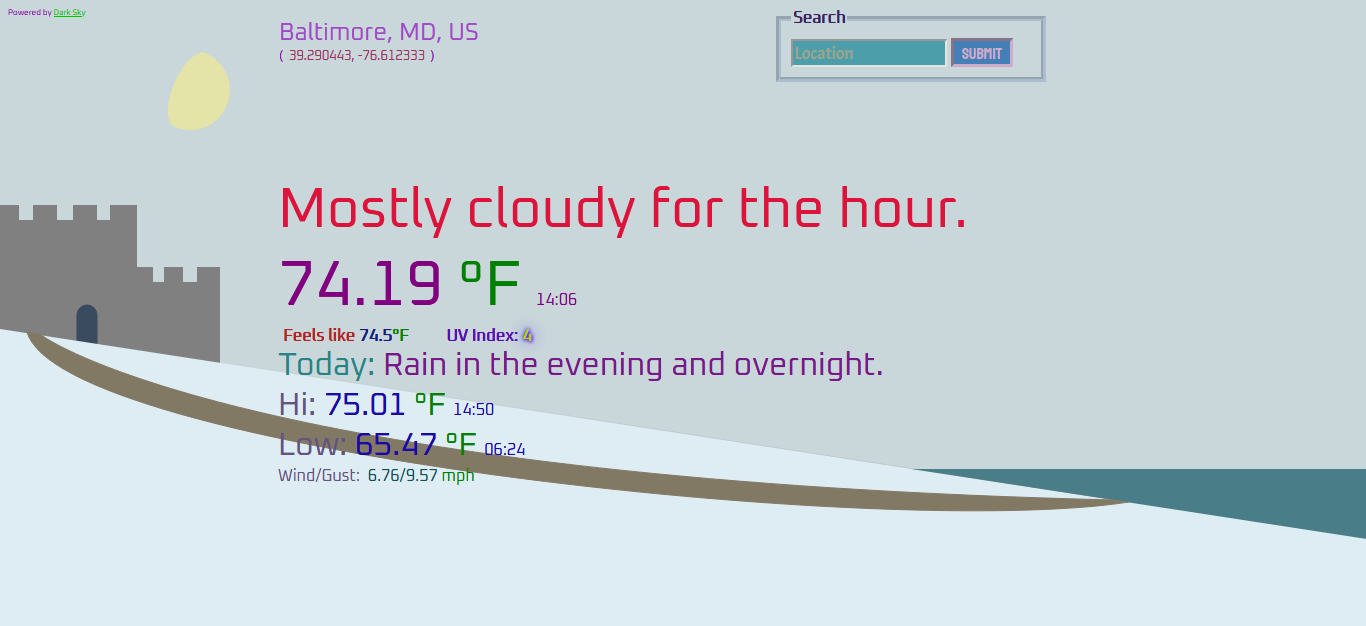 Powered by Dark Sky
Baltimore, MD, US
( 39.290443, -76.612333 )
Search
Location
SUBMIT
Mostly cloudy for the hour.
74.19 °F 14:06
Feels like 74.5°F UV Index: 4
Today: Rain in the evening and overnight.
Hi: 75.01 °F 14:50
Low: 65.47 °F 06:24
Wind/Gust: 6.76/9.57 mph